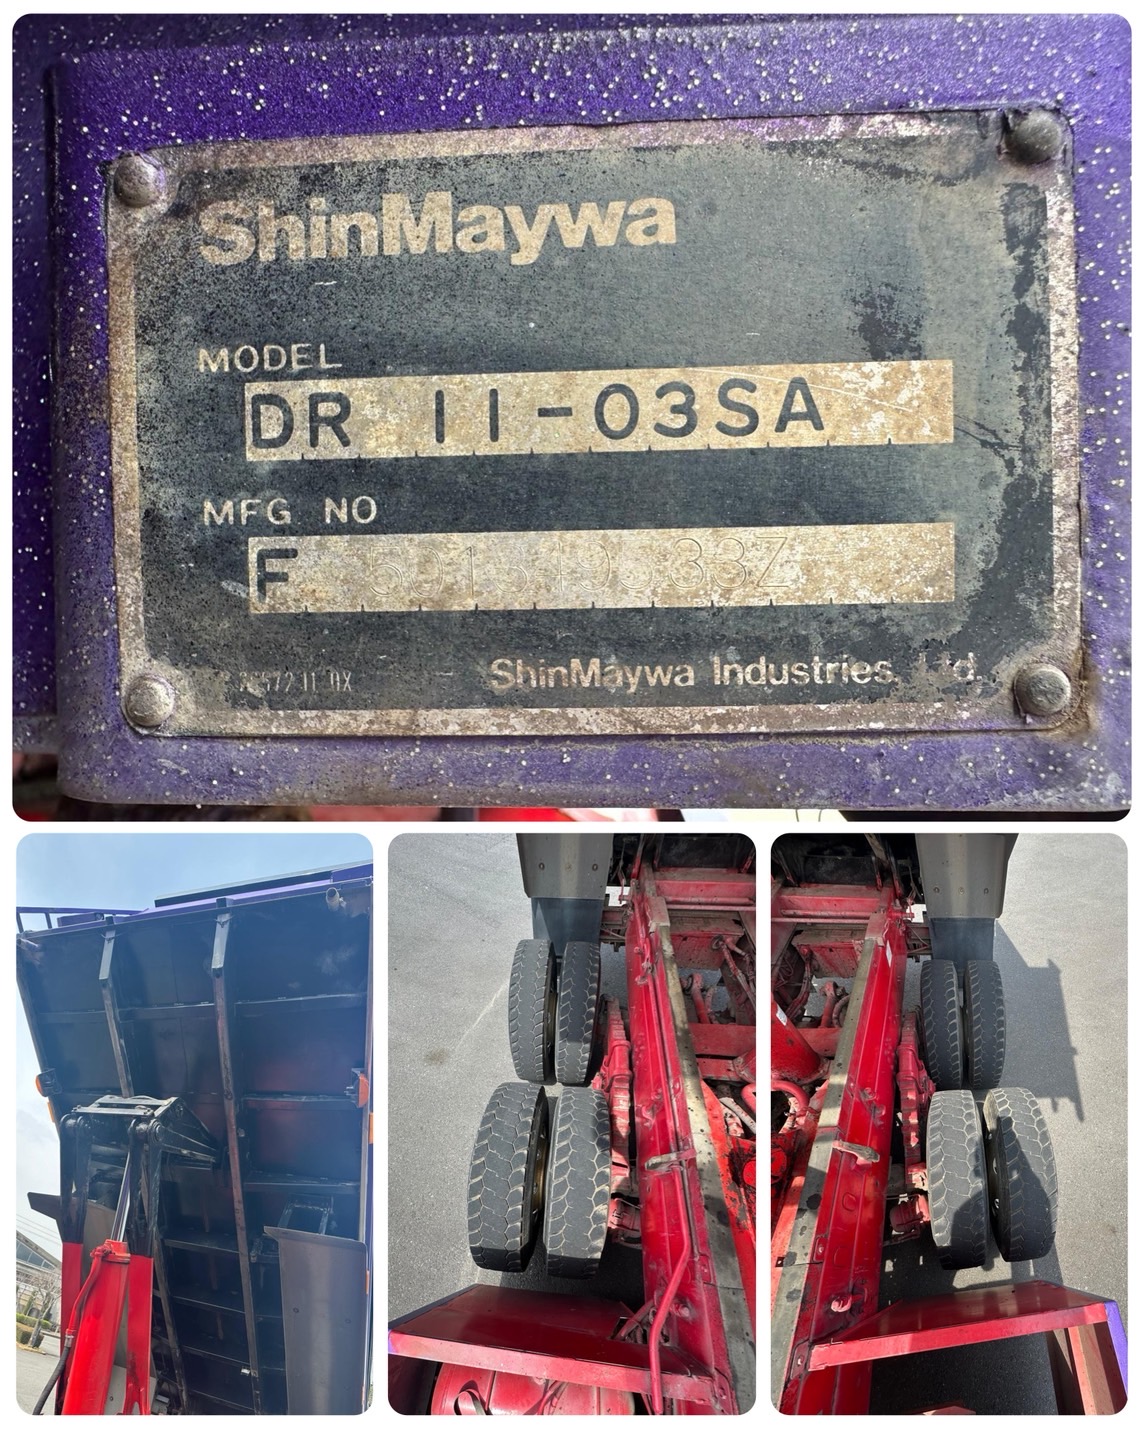 ShinMaywa
MODEL
DR 11-03SA
MFG NO
F
ShinMaywa Industries, Ltd.